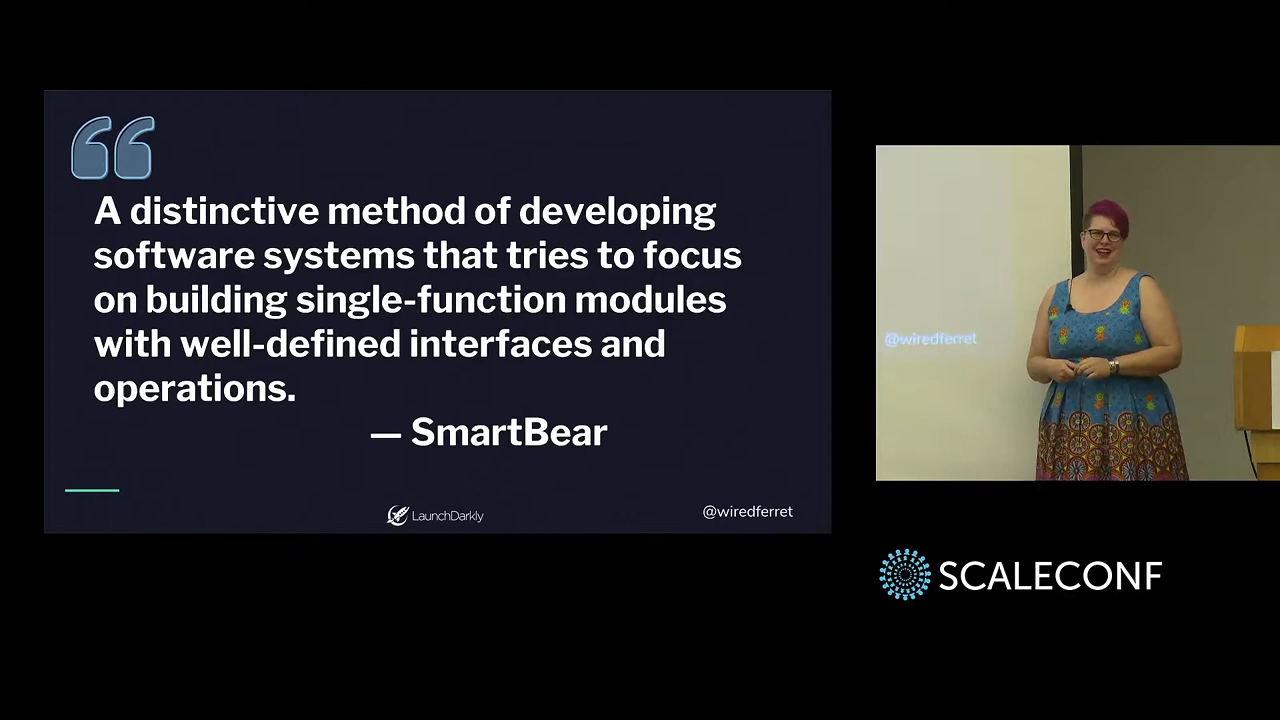 A distinctive method of developing
software systems that tries to focus
on building single-function modules
with well-defined interfaces and
operations.
— SmartBear
LaunchDarkly
@wiredferret
@wiredferret
SCALECONF